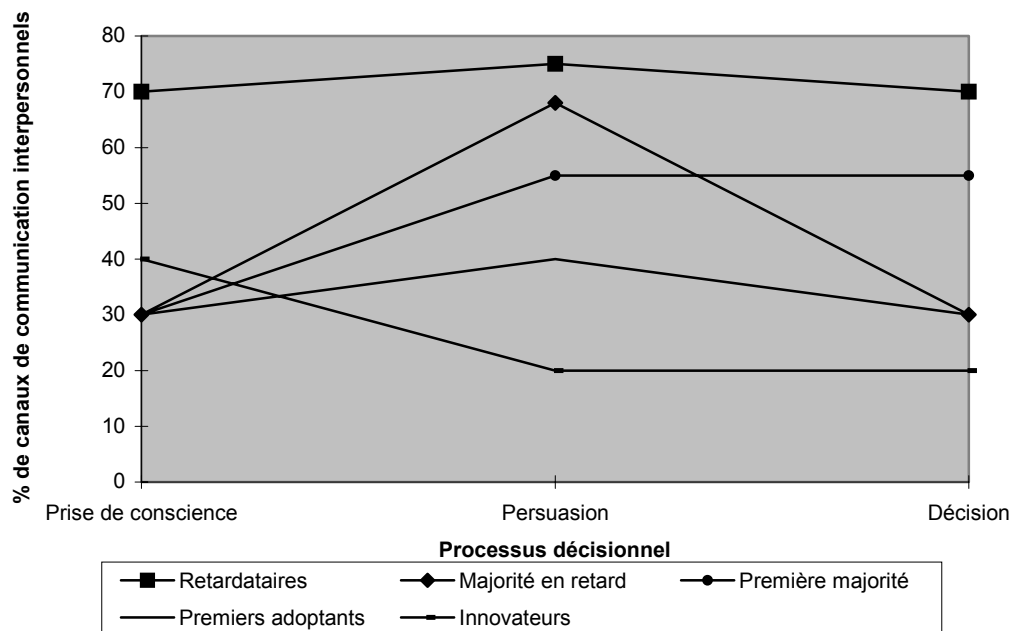 % de canaux de communication interpersonnels
80
70
60
50
40
30
20
10
0
Prise de conscience Persuasion Décision
Processus décisionnel
Retardataires Majorité en retard Première majorité
Premiers adoptants Innovateurs